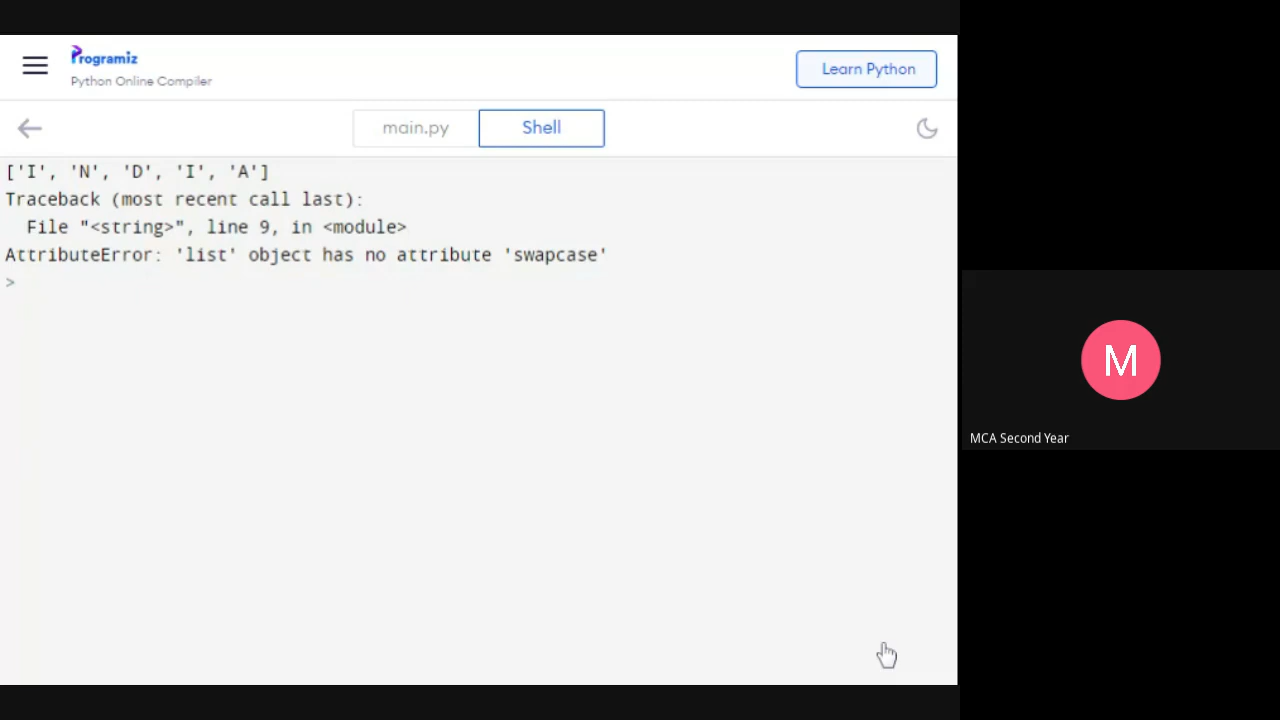 Programiz
Python Online Compiler
Learn Python
main.py
Shell
['I', 'N', 'D', 'I', 'A']
Traceback (most recent call last):
  File "<string>", line 9, in <module>
AttributeError: 'list' object has no attribute 'swapcase'
>
M
MCA Second Year